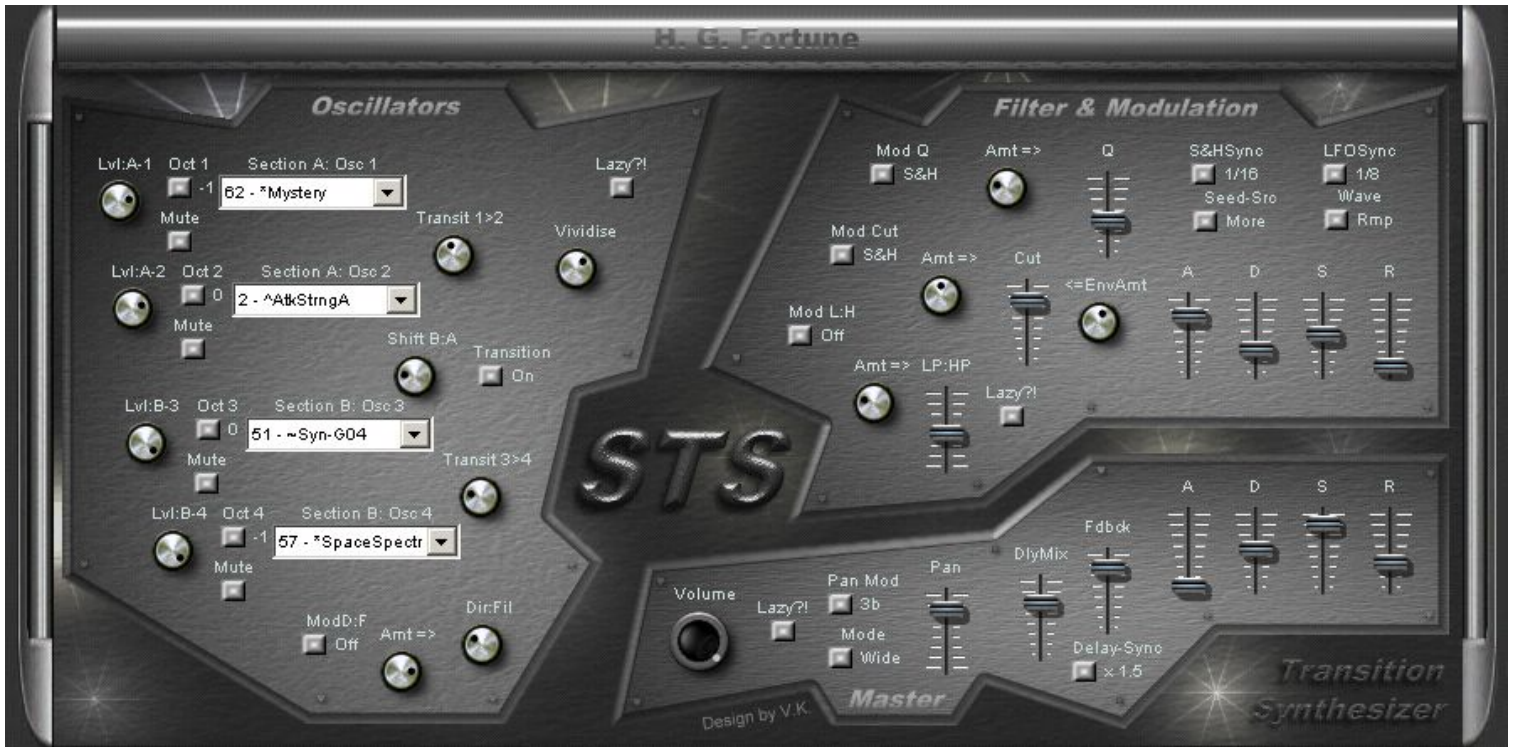 H. G. Fortune
Oscillators
Lvl:A-1 Oct 1 Section A: Osc 1 Lazy?!
-1 62 - *Mystery
Mute
Transit 1>2 Vividise
Lvl:A-2 Oct 2 Section A: Osc 2
0 2 - ^AtkStrngA
Mute
Shift B:A Transition
On
Lvl:B-3 Oct 3 Section B: Osc 3
0 51 - ~Syn-G04
Mute
Transit 3>4
Lvl:B-4 Oct 4 Section B: Osc 4
-1 57 - *SpaceSpectr
Mute
ModD:F Amt => Dir:Fil
Off
Filter & Modulation
Mod Q Amt => Q S&HSync LFOSync
S&H 1/16 1/8
Seed-Src Wave
More Rmp
Mod Cut Amt => Cut
S&H
<=EnvAmt A D S R
Mod L:H
Off
Amt => LP:HP Lazy?!
STS
A D S R
Fdbck
DlyMix
Volume Lazy?! Pan Mod Pan
3b
Mode
Wide
Delay-Sync
x 1.5
Master
Design by V.K.
Transition
Synthesizer